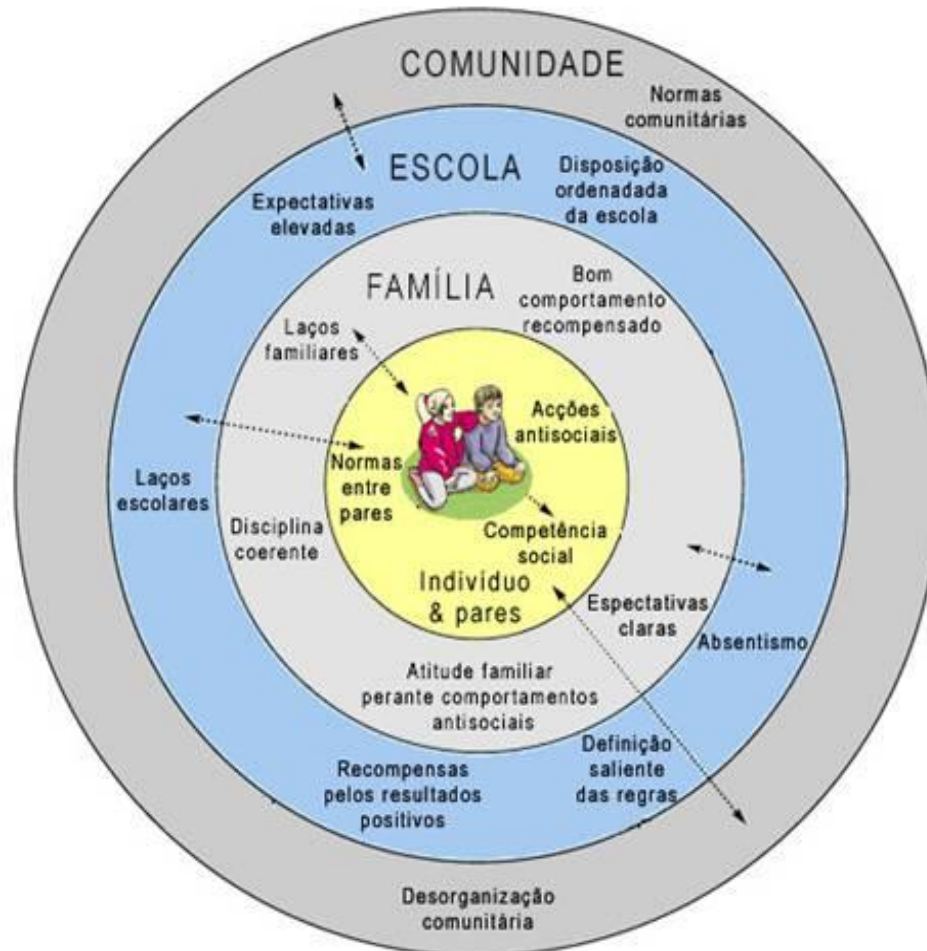 COMUNIDADE
Normas
comunitárias
ESCOLA
Expectativas
elevadas
Disposição
ordenadada
da escola
FAMÍLIA
Laços
familiares
Bom
comportamento
recompensado
Acções
antisociais
Normas
entre
pares
Laços
escolares
Disciplina
coerente
Competência
social
Indivíduo
& pares
Espectativas
claras
Absentismo
Atitude familiar
perante comportamentos
antisociais
Recompensas
pelos resultados
positivos
Definição
saliente
das regras
Desorganização
comunitária